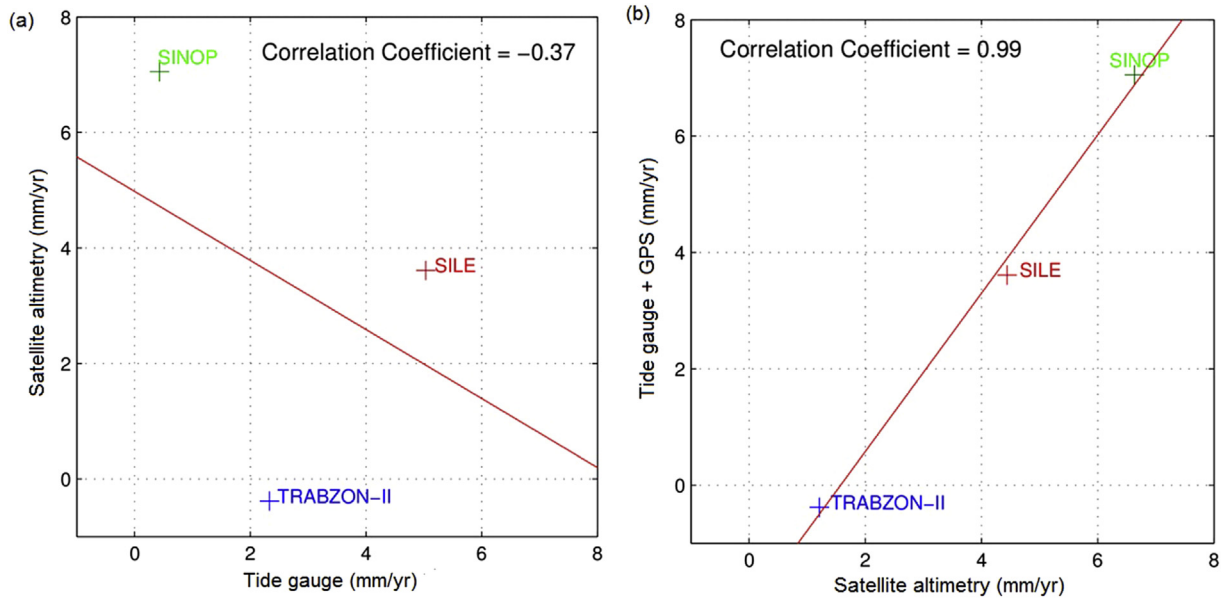 (a)
8
6
4
2
0
SINOP
Correlation Coefficient = −0.37
SILE
TRABZON−II
0 2 4 6 8
Satellite altimetry (mm/yr)
Tide gauge (mm/yr)
(b)
8
6
4
2
0
Correlation Coefficient = 0.99
SINOP
SILE
TRABZON−II
0 2 4 6 8
Tide gauge + GPS (mm/yr)
Satellite altimetry (mm/yr)